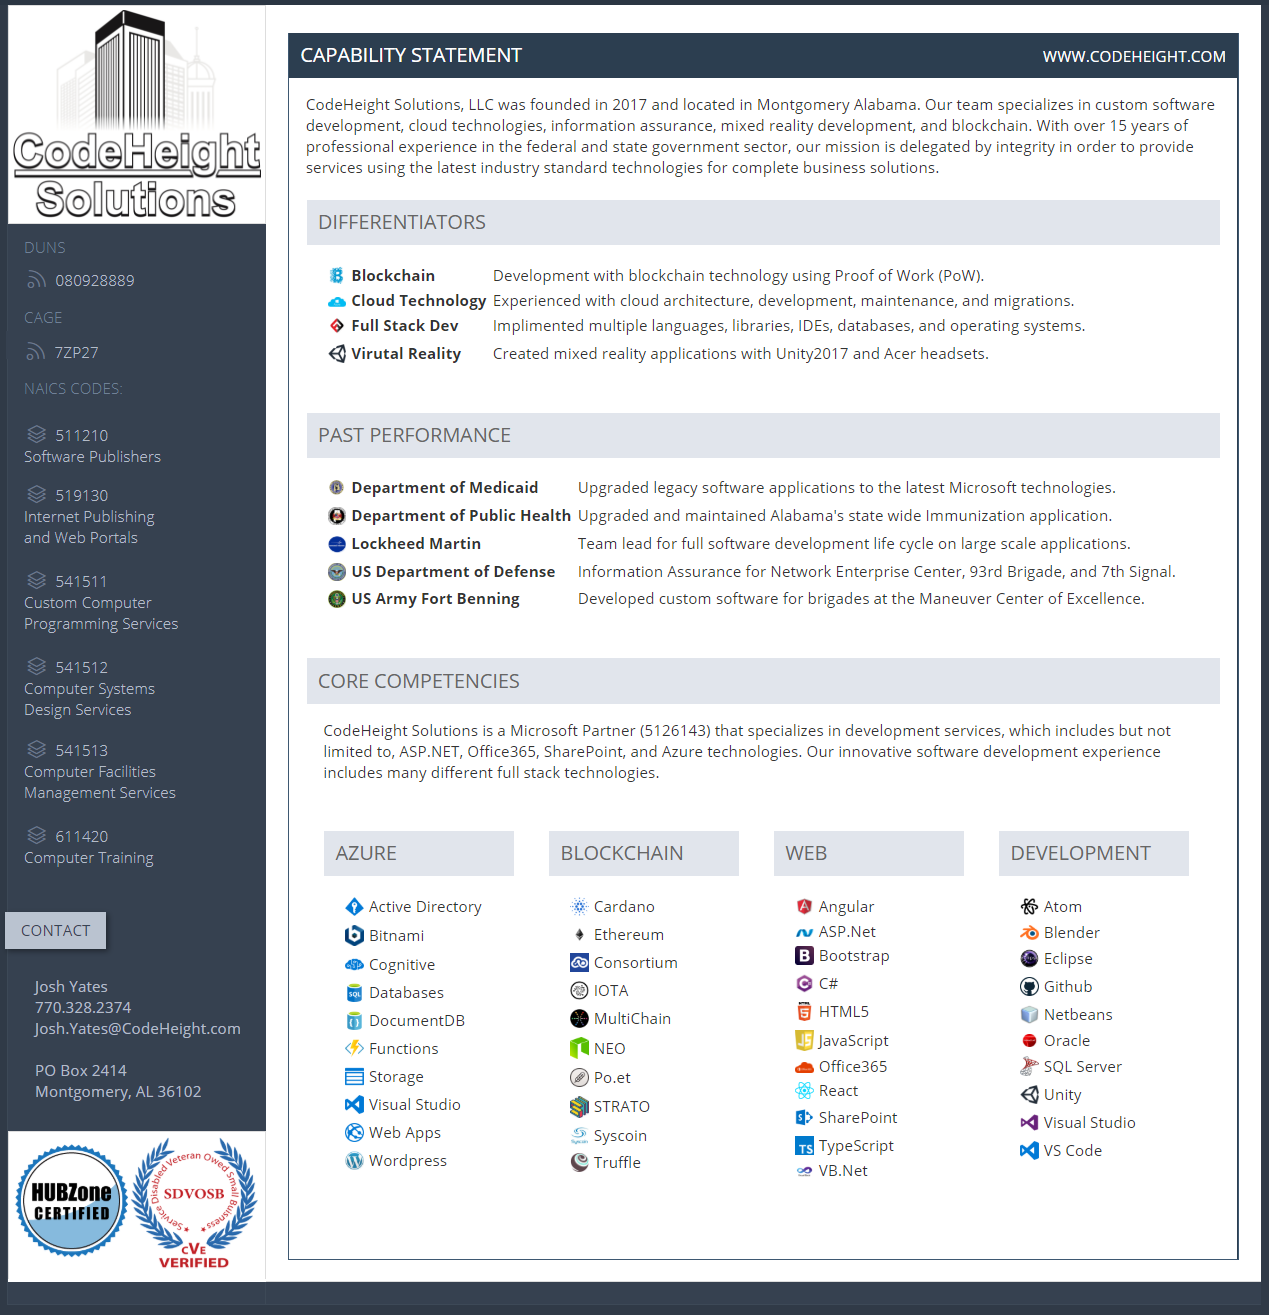 CodeHeight
Solutions
DUNS
080928889
CAGE
7ZP27
NAICS CODES:
511210
Software Publishers
519130
Internet Publishing
and Web Portals
541511
Custom Computer
Programming Services
541512
Computer Systems
Design Services
541513
Computer Facilities
Management Services
611420
Computer Training
CONTACT
Josh Yates
770.328.2374
Josh.Yates@CodeHeight.com
PO Box 2414
Montgomery, AL 36102
HUBZone
CERTIFIED
Service Disabled Veteran Owed Small Buisness
SDVOSB
CVE
VERIFIED
CAPABILITY STATEMENT
WWW.CODEHEIGHT.COM
CodeHeight Solutions, LLC was founded in 2017 and located in Montgomery Alabama. Our team specializes in custom software
development, cloud technologies, information assurance, mixed reality development, and blockchain. With over 15 years of
professional experience in the federal and state government sector, our mission is delegated by integrity in order to provide
services using the latest industry standard technologies for complete business solutions.
DIFFERENTIATORS
Blockchain Development with blockchain technology using Proof of Work (PoW).
Cloud Technology Experienced with cloud architecture, development, maintenance, and migrations.
Full Stack Dev Implimented multiple languages, libraries, IDEs, databases, and operating systems.
Virutal Reality Created mixed reality applications with Unity2017 and Acer headsets.
PAST PERFORMANCE
Department of Medicaid Upgraded legacy software applications to the latest Microsoft technologies.
Department of Public Health Upgraded and maintained Alabama's state wide Immunization application.
Lockheed Martin Team lead for full software development life cycle on large scale applications.
US Department of Defense Information Assurance for Network Enterprise Center, 93rd Brigade, and 7th Signal.
US Army Fort Benning Developed custom software for brigades at the Maneuver Center of Excellence.
CORE COMPETENCIES
CodeHeight Solutions is a Microsoft Partner (5126143) that specializes in development services, which includes but not
limited to, ASP.NET, Office365, SharePoint, and Azure technologies. Our innovative software development experience
includes many different full stack technologies.
AZURE
Active Directory
Bitnami
Cognitive
SQL Databases
DocumentDB
Functions
Storage
Visual Studio
Web Apps
Wordpress
BLOCKCHAIN
Cardano
Ethereum
Consortium
IOTA
MultiChain
NEO
Po.et
STRATO
Syscoin
Truffle
WEB
Angular
ASP.Net
B Bootstrap
C#
HTML5
JS JavaScript
Office365
React
SharePoint
TS TypeScript
VB.Net
DEVELOPMENT
Atom
Blender
Eclipse
Github
Netbeans
Oracle
SQL Server
Unity
Visual Studio
VS Code